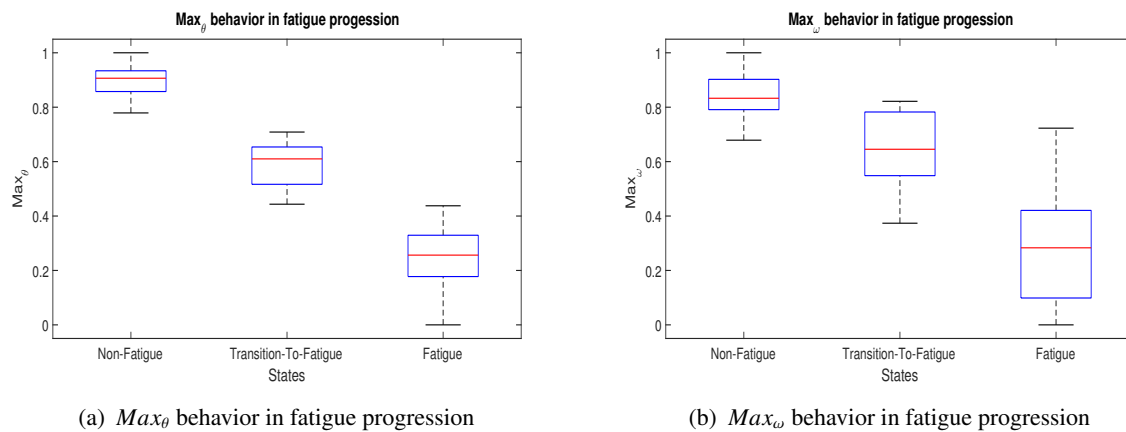 Max_θ behavior in fatigue progession
1
0.8
0.6
0.4
0.2
0
Max_θ
Non-Fatigue Transition-To-Fatigue Fatigue
States
(a) Max_θ behavior in fatigue progression
Max_ω behavior in fatigue progession
1
0.8
0.6
0.4
0.2
0
Max_ω
Non-Fatigue Transition-To-Fatigue Fatigue
States
(b) Max_ω behavior in fatigue progression